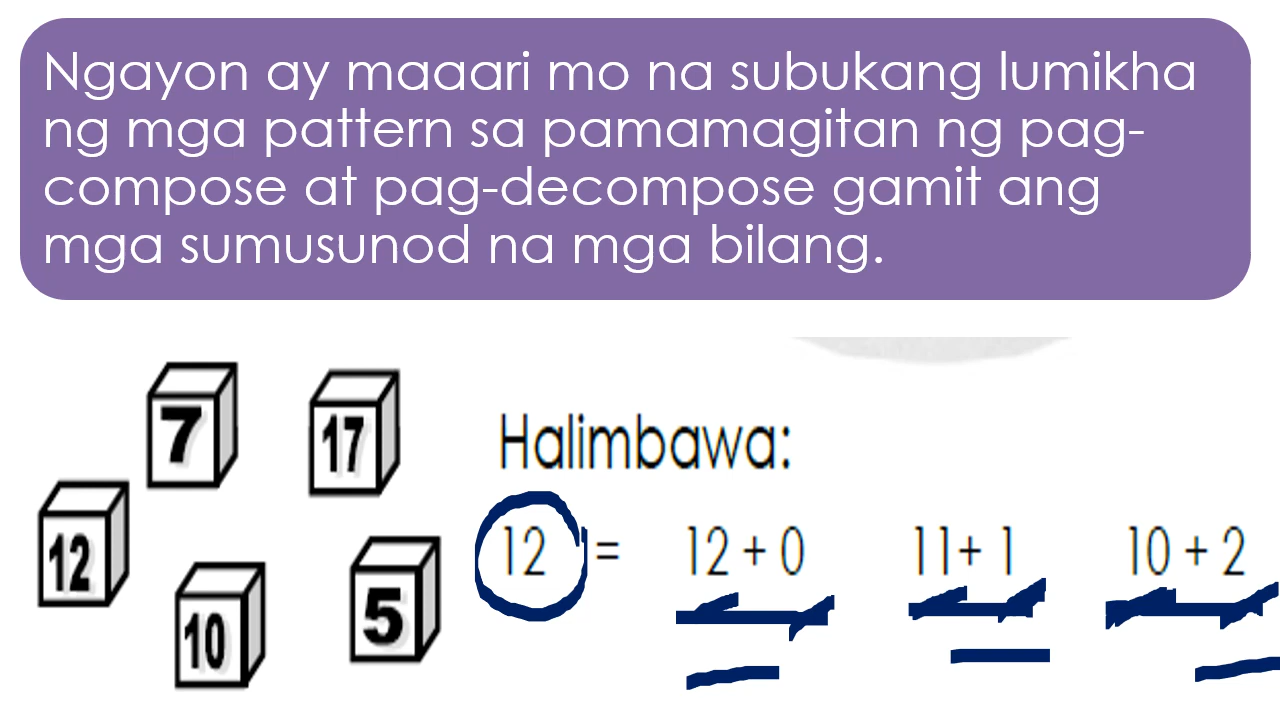 Ngayon ay maaari mo na subukang lumikha
ng mga pattern sa pamamagitan ng pag-
compose at pag-decompose gamit ang
mga sumusunod na mga bilang.
7
17
12
10
5
Halimbawa:
12 = 12 + 0 11+ 1 10 + 2